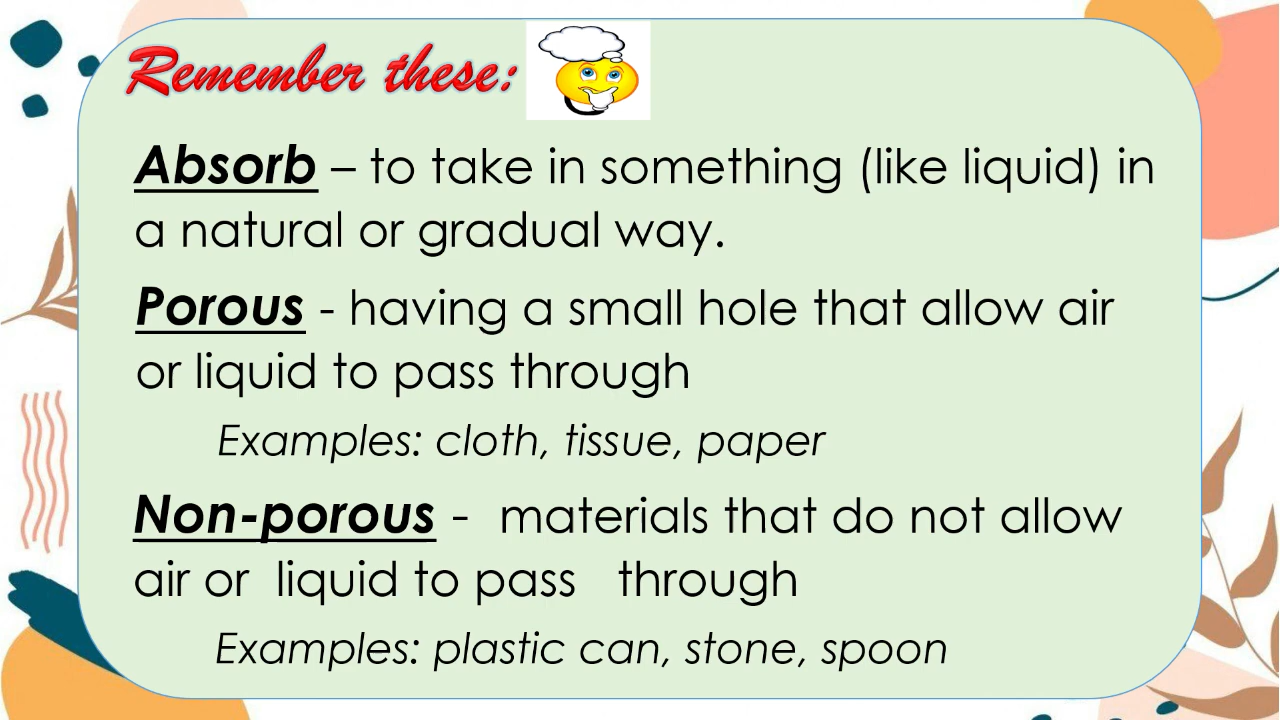 Remember these:
Absorb – to take in something (like liquid) in
a natural or gradual way.
Porous - having a small hole that allow air
or liquid to pass through
Examples: cloth, tissue, paper
Non-porous - materials that do not allow
air or liquid to pass through
Examples: plastic can, stone, spoon